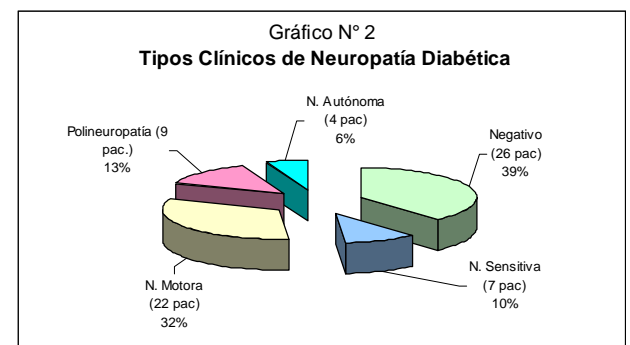 Gráfico N° 2
Tipos Clínicos de Neuropatía Diabética
N. Autónoma
(4 pac)
6%
Polineuropatía (9
pac.)
13%
Negativo
(26 pac)
39%
N. Sensitiva
(7 pac)
10%
N. Motora
(22 pac)
32%